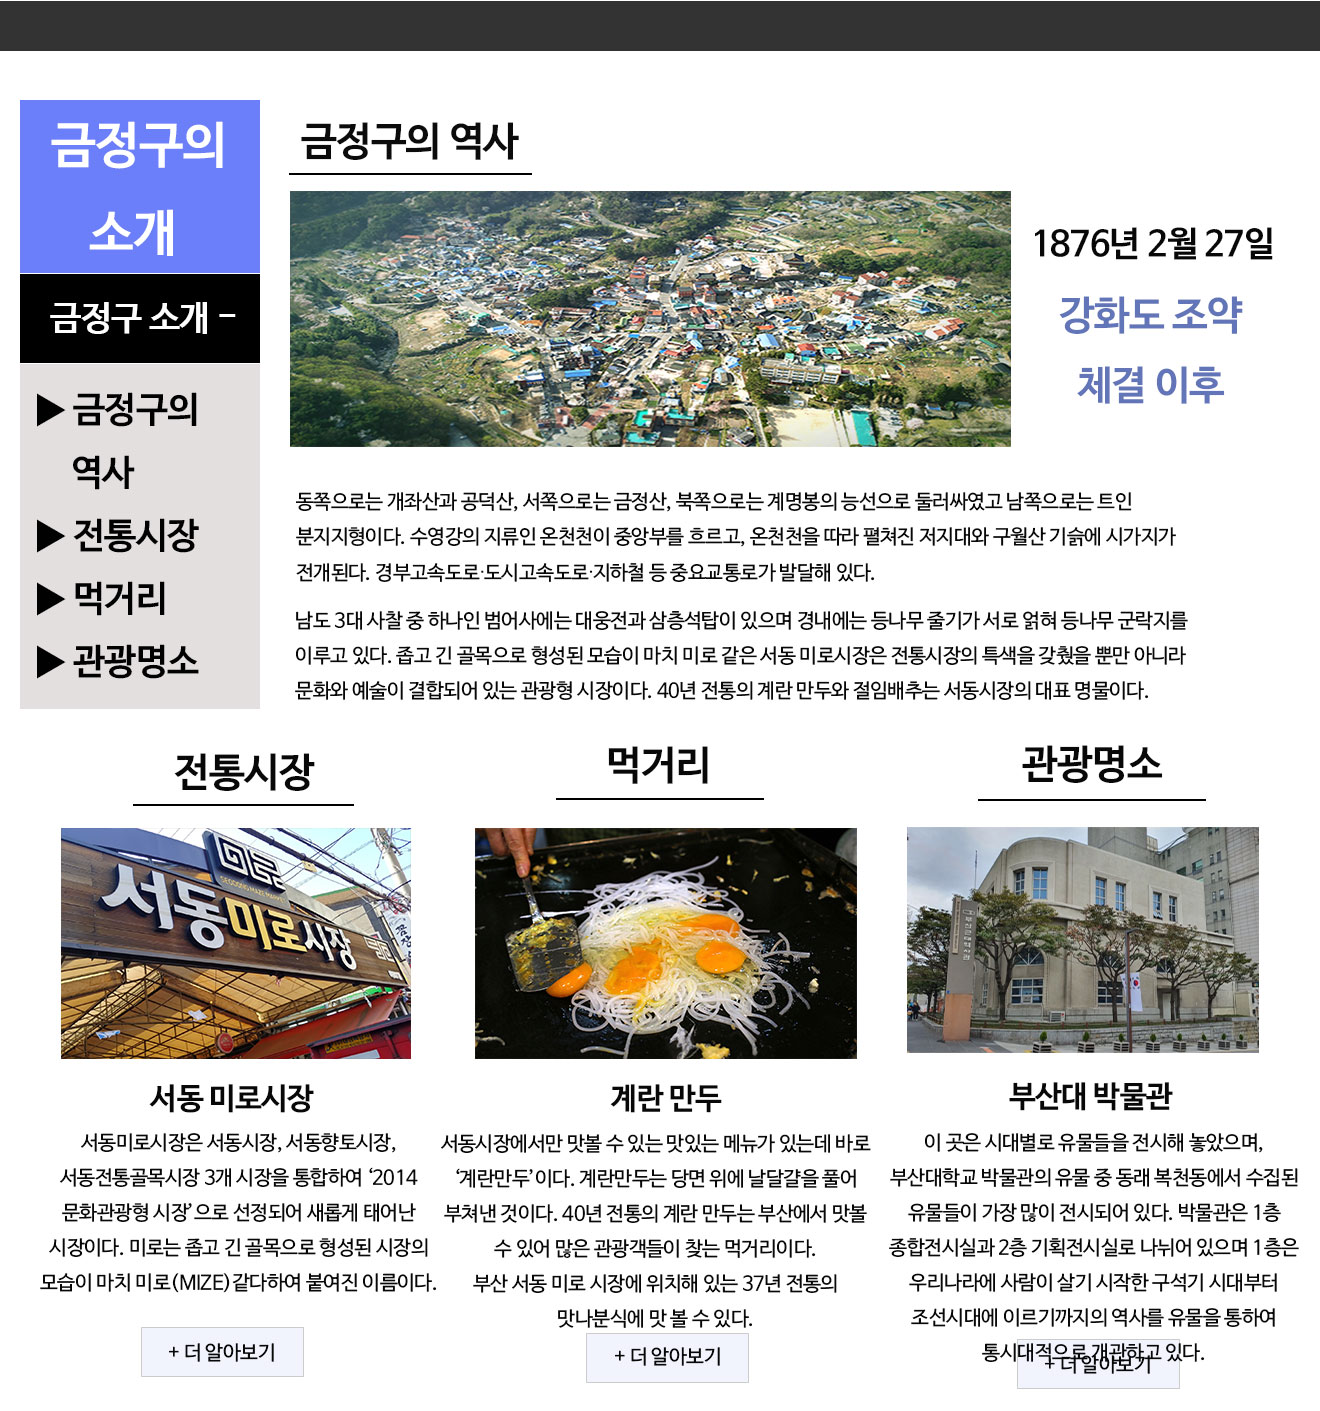 금정구의
소개
금정구 소개 -
▶ 금정구의
역사
▶ 전통시장
▶ 먹거리
▶ 관광명소
금정구의 역사
1876년 2월 27일
강화도 조약
체결 이후
동쪽으로는 개좌산과 공덕산, 서쪽으로는 금정산, 북쪽으로는 계명봉의 능선으로 둘러싸였고 남쪽으로는 트인
분지지형이다. 수영강의 지류인 온천천이 중앙부를 흐르고, 온천천을 따라 펼쳐진 저지대와 구월산 기슭에 시가지가
전개된다. 경부고속도로·도시고속도로·지하철 등 중요교통로가 발달해 있다.
남도 3대 사찰 중 하나인 범어사에는 대웅전과 삼층석탑이 있으며 경내에는 등나무 줄기가 서로 얽혀 등나무 군락지를
이루고 있다. 좁고 긴 골목으로 형성된 모습이 마치 미로 같은 서동 미로시장은 전통시장의 특색을 갖췄을 뿐만 아니라
문화와 예술이 결합되어 있는 관광형 시장이다. 40년 전통의 계란 만두와 절임배추는 서동시장의 대표 명물이다.
전통시장
서동미로시장
SEODONG MAZE MARKET
서동 미로시장
서동미로시장은 서동시장, 서동향토시장,
서동전통골목시장 3개 시장을 통합하여 ‘2014
문화관광형 시장’으로 선정되어 새롭게 태어난
시장이다. 미로는 좁고 긴 골목으로 형성된 시장의
모습이 마치 미로(MIZE)같다하여 붙여진 이름이다.
+ 더 알아보기
먹거리
계란 만두
서동시장에서만 맛볼 수 있는 맛있는 메뉴가 있는데 바로
‘계란만두’이다. 계란만두는 당면 위에 날달걀을 풀어
부쳐낸 것이다. 40년 전통의 계란 만두는 부산에서 맛볼
수 있어 많은 관광객들이 찾는 먹거리이다.
부산 서동 미로 시장에 위치해 있는 37년 전통의
맛나분식에 맛 볼 수 있다.
+ 더 알아보기
관광명소
부산대 박물관
이 곳은 시대별로 유물들을 전시해 놓았으며,
부산대학교 박물관의 유물 중 동래 복천동에서 수집된
유물들이 가장 많이 전시되어 있다. 박물관은 1층
종합전시실과 2층 기획전시실로 나뉘어 있으며 1층은
우리나라에 사람이 살기 시작한 구석기 시대부터
조선시대에 이르기까지의 역사를 유물을 통하여
통시대적으로 개관하고 있다.
+ 더 알아보기